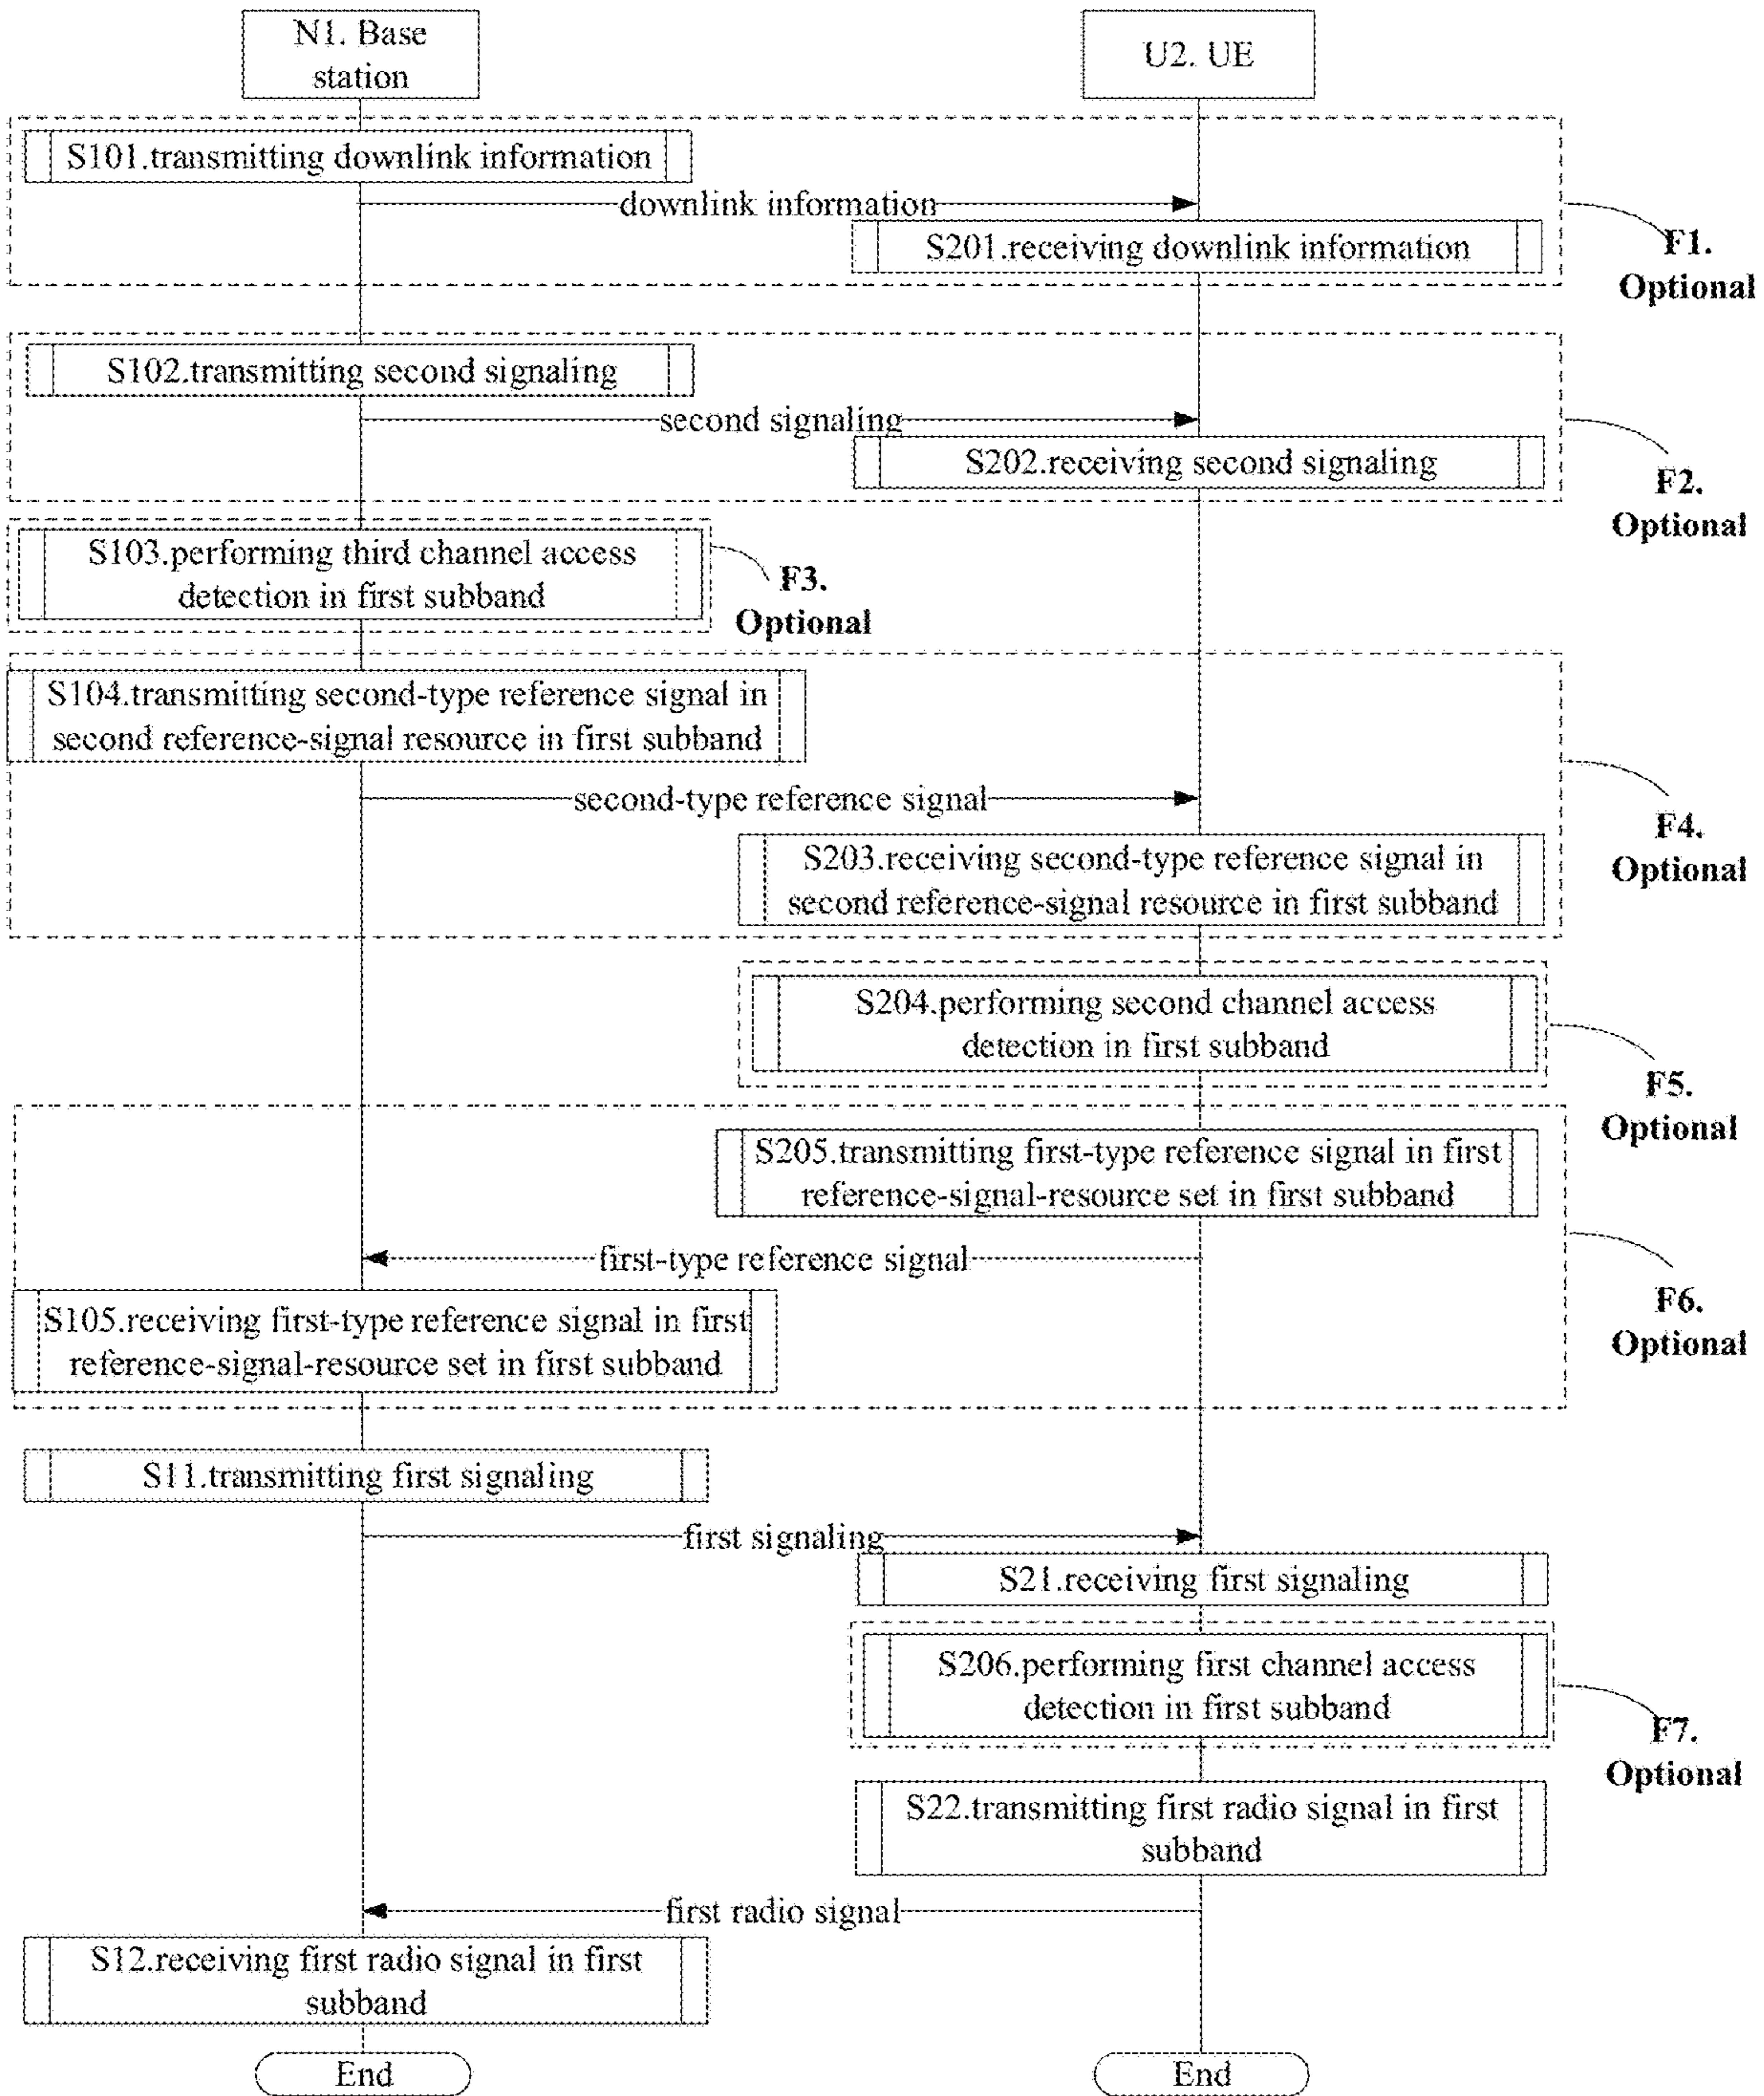 N1. Base
station
U2. UE
S101.transmitting downlink information
downlink information
S201.receiving downlink information
F1.
Optional
S102.transmitting second signaling
second signaling
S202.receiving second signaling
F2.
Optional
S103.performing third channel access
detection in first subband
F3.
Optional
S104.transmitting second-type reference signal in
second reference-signal resource in first subband
second-type reference signal
S203.receiving second-type reference signal in
second reference-signal resource in first subband
F4.
Optional
S204.performing second channel access
detection in first subband
F5.
Optional
S205.transmitting first-type reference signal in first
reference-signal-resource set in first subband
first-type reference signal
S105.receiving first-type reference signal in first
reference-signal-resource set in first subband
F6.
Optional
S11.transmitting first signaling
first signaling
S21.receiving first signaling
S206.performing first channel access
detection in first subband
F7.
Optional
S22.transmitting first radio signal in first
subband
first radio signal
S12.receiving first radio signal in first
subband
End
End